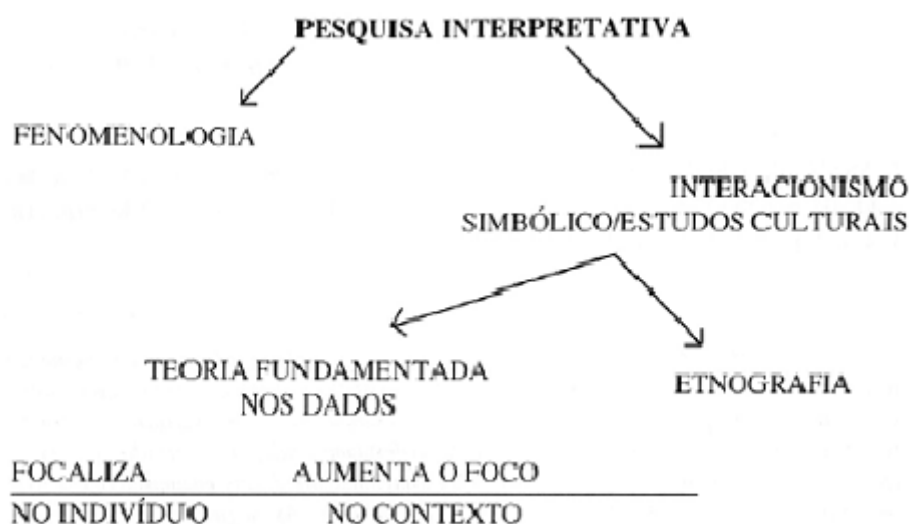 PESQUISA INTERPRETATIVA
FENOMENOLOGIA
INTERACIONISMO
SIMBÓLICO/ESTUDOS CULTURAIS
TEORIA FUNDAMENTADA
NOS DADOS
ETNOGRAFIA
FOCALIZA AUMENTA O FOCO
NO INDIVÍDUO NO CONTEXTO